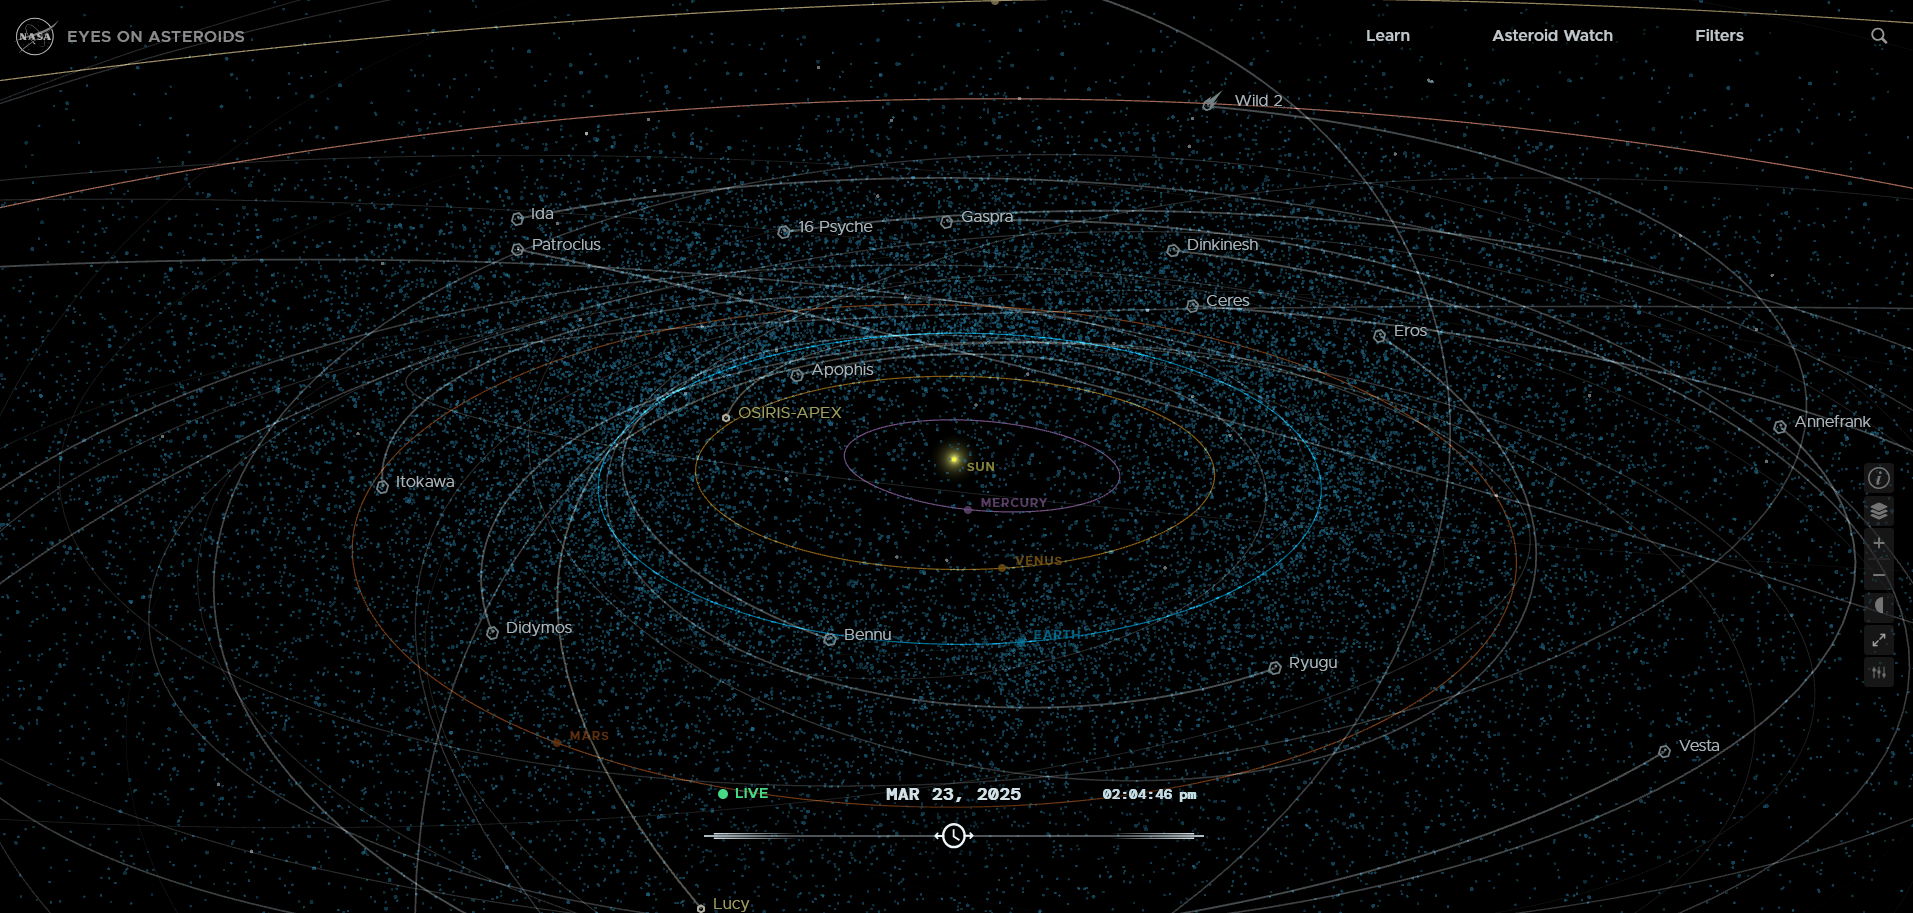 NASA
EYES ON ASTEROIDS
Learn
Asteroid Watch
Filters
Wild 2
Ida
Gaspra
16 Psyche
Patroclus
Dinkinesh
Ceres
Eros
Apophis
OSIRIS-APEX
Annefrank
SUN
Itokawa
MERCURY
VENUS
Didymos
Bennu
EARTH
Ryugu
MARS
Vesta
LIVE
MAR 23, 2025
02:04:46 pm
Lucy